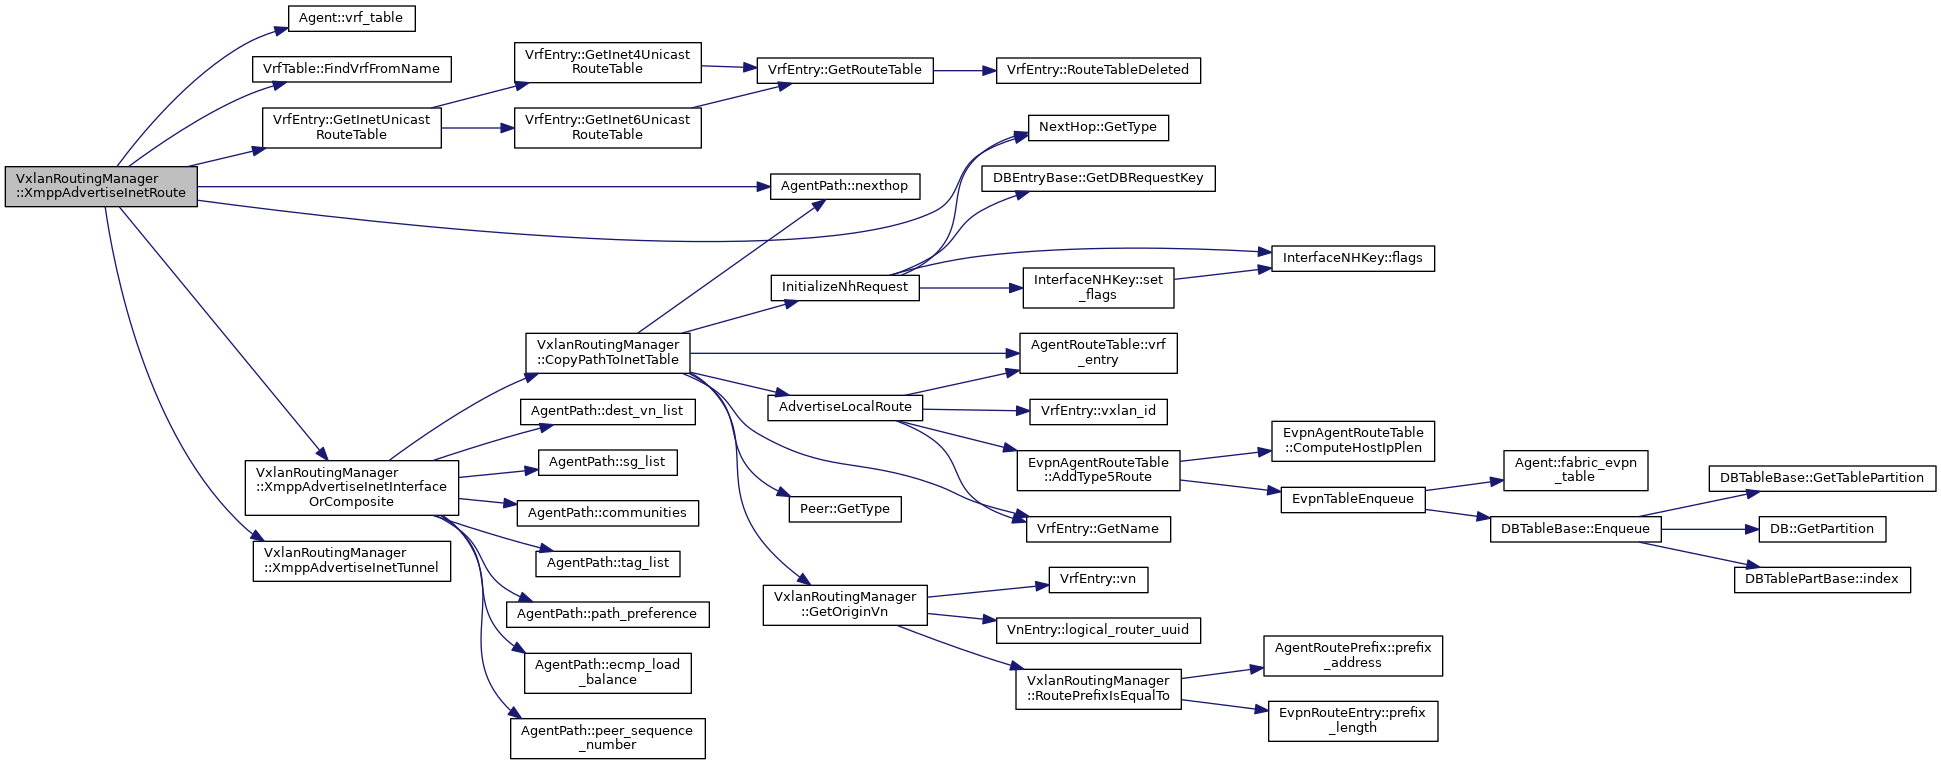 Agent::vrf_table
VrfTable::FindVrfFromName
VrfEntry::GetInetUnicast
RouteTable
VrfEntry::GetInet4Unicast
RouteTable
VrfEntry::GetInet6Unicast
RouteTable
VrfEntry::GetRouteTable
VrfEntry::RouteTableDeleted
VxlanRoutingManager
::XmppAdvertiseInetRoute
NextHop::GetType
AgentPath::nexthop
DBEntryBase::GetDBRequestKey
InterfaceNHKey::flags
InitializeNhRequest
InterfaceNHKey::set
_flags
VxlanRoutingManager
::CopyPathToInetTable
AgentRouteTable::vrf
_entry
AdvertiseLocalRoute
VrfEntry::vxlan_id
AgentPath::dest_vn_list
EvpnAgentRouteTable
::ComputeHostIpPlen
EvpnAgentRouteTable
::AddType5Route
Agent::fabric_evpn
_table
DBTableBase::GetTablePartition
EvpnTableEnqueue
DBTableBase::Enqueue
DB::GetPartition
DBTablePartBase::index
VxlanRoutingManager
::XmppAdvertiseInetInterface
OrComposite
AgentPath::sg_list
AgentPath::communities
Peer::GetType
VrfEntry::GetName
VxlanRoutingManager
::XmppAdvertiseInetTunnel
AgentPath::tag_list
AgentPath::path_preference
VxlanRoutingManager
::GetOriginVn
VrfEntry::vn
VnEntry::logical_router_uuid
AgentPath::ecmp_load
_balance
VxlanRoutingManager
::RoutePrefixIsEqualTo
AgentRoutePrefix::prefix
_address
EvpnRouteEntry::prefix
_length
AgentPath::peer_sequence
_number